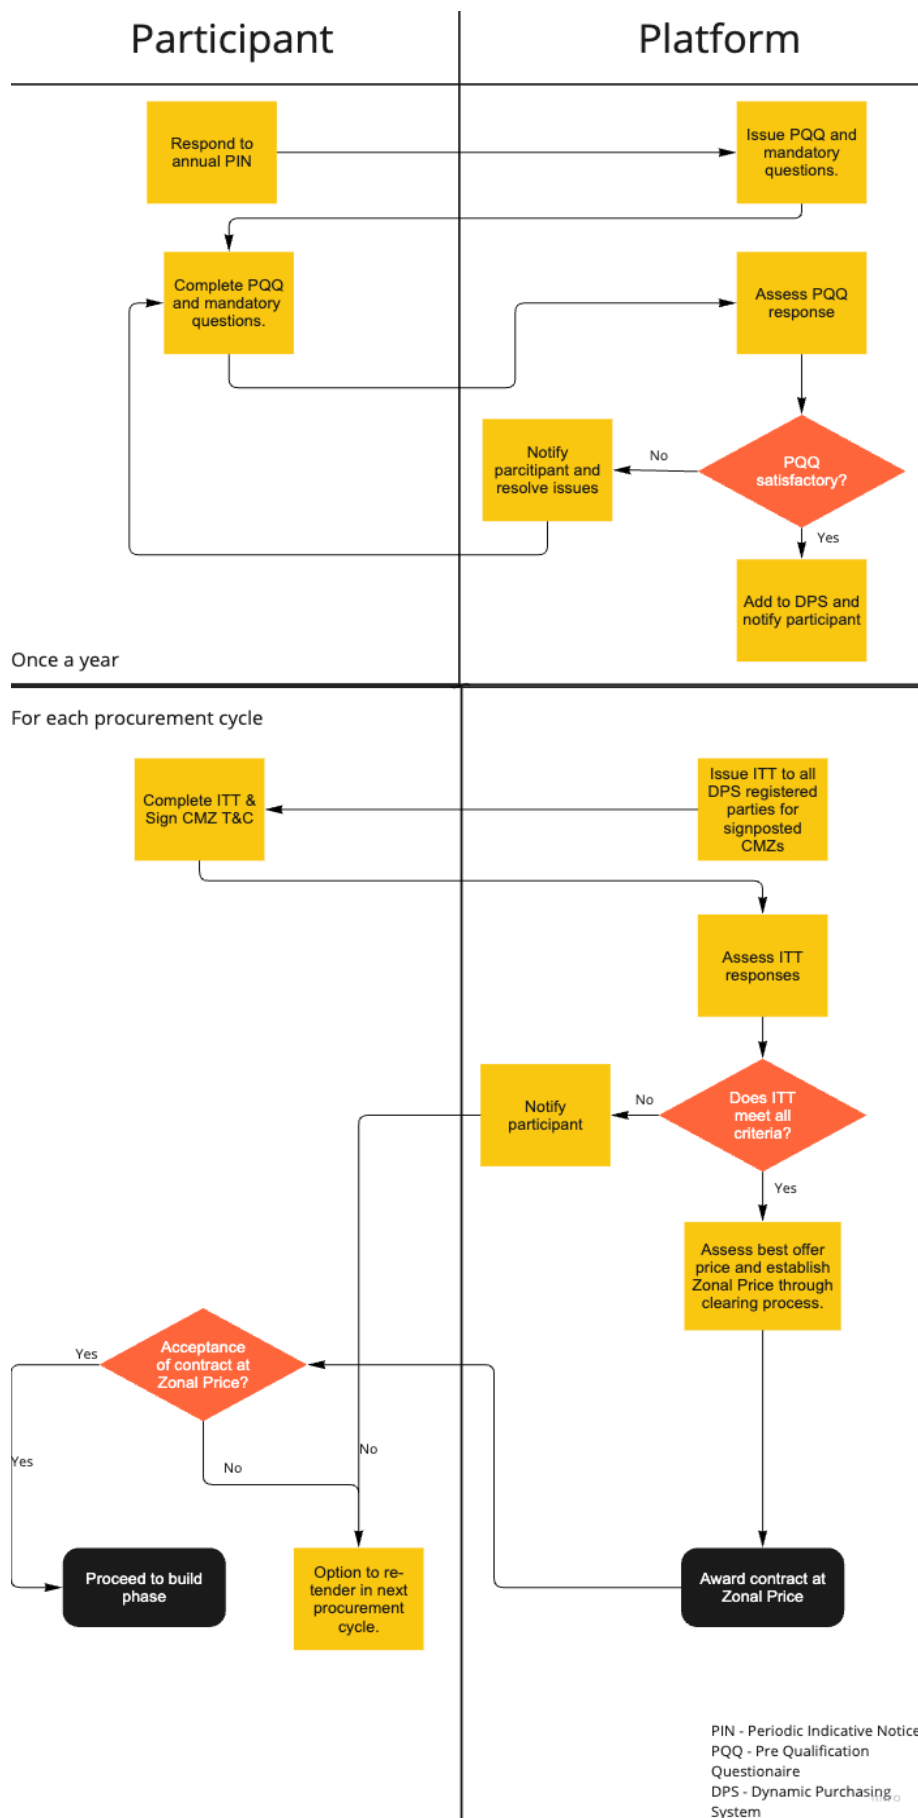 Participant
Platform
Respond to
annual PIN
Issue PQQ and
mandatory
questions.
Complete PQQ
and mandatory
questions.
Assess PQQ
response
PQQ
satisfactory?
No
Notify
parcitipant and
resolve issues
Yes
Add to DPS and
notify participant
Once a year
For each procurement cycle
Complete ITT &
Sign CMZ T&C
Issue ITT to all
DPS registered
parties for
signposted
CMZs
Assess ITT
responses
Does ITT
meet all
criteria?
No
Notify
participant
Yes
Assess best offer
price and establish
Zonal Price through
clearing process.
Acceptance
of contract at
Zonal Price?
Yes
Yes
No
No
Proceed to build
phase
Option to re-
tender in next
procurement
cycle.
Award contract at
Zonal Price
PIN - Periodic Indicative Notice
PQQ - Pre Qualification
Questionaire
DPS - Dynamic Purchasing
System
miro